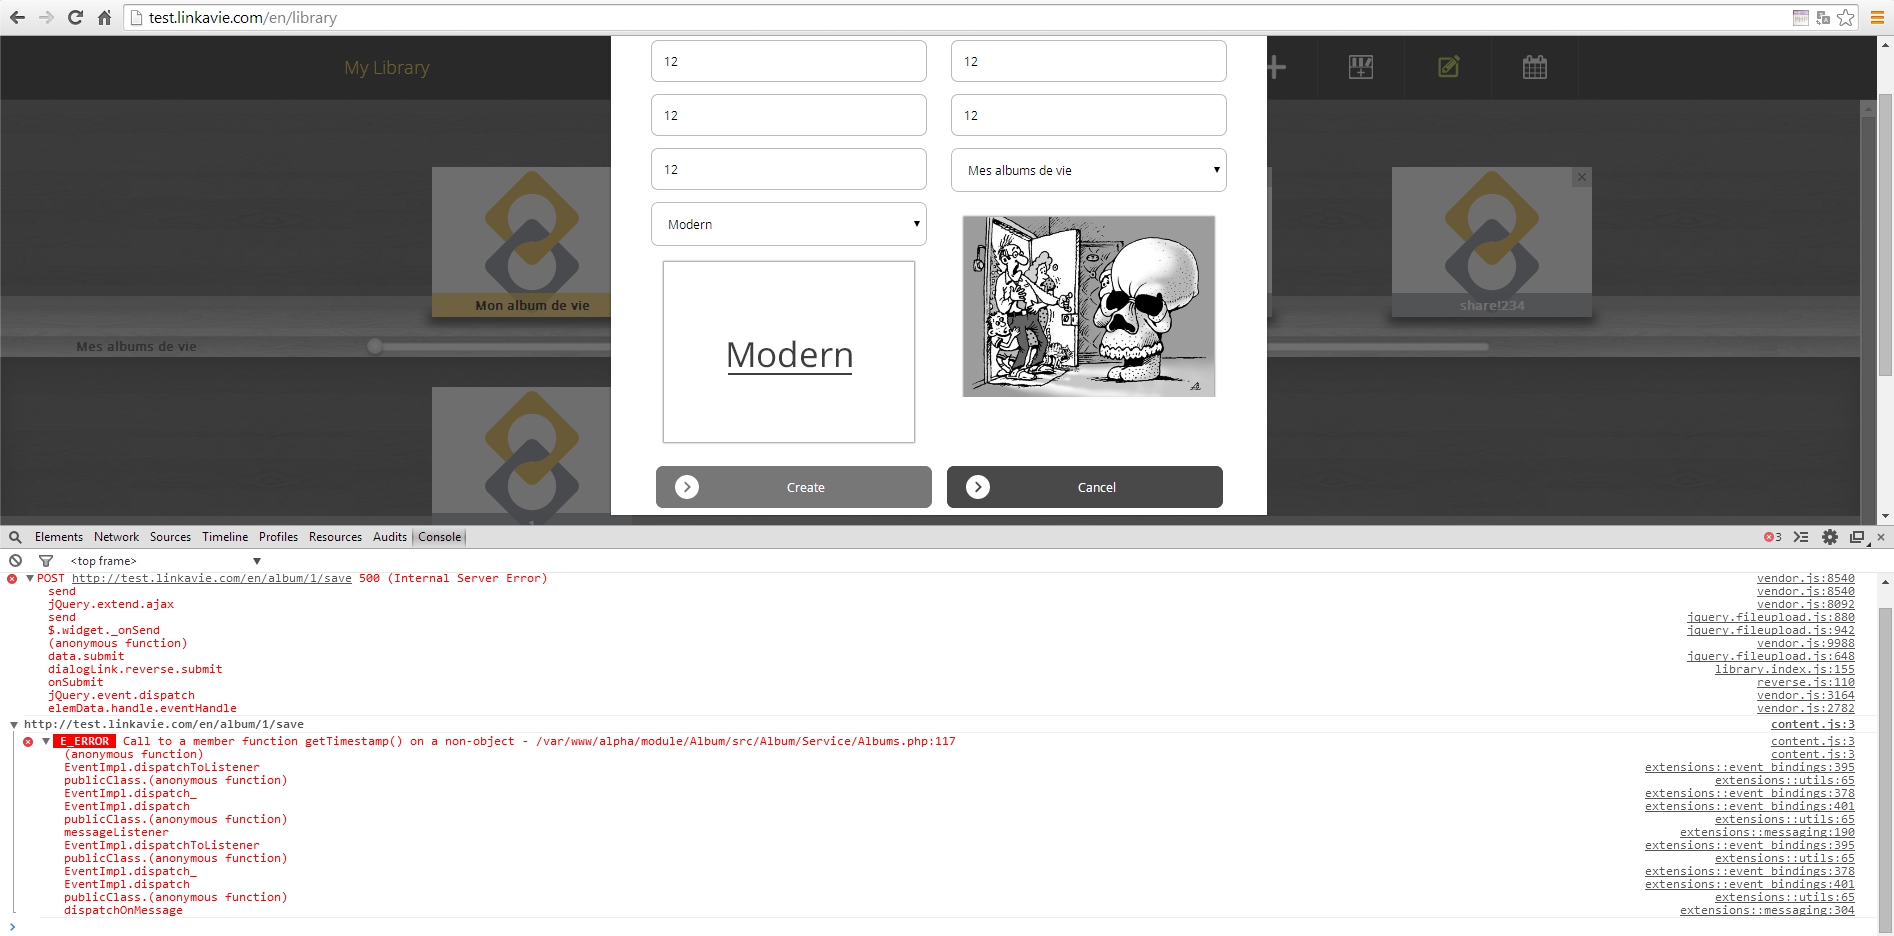 test.linkavie.com/en/library
My Library
12
12
12
12
12
Mes albums de vie
Modern
Modern
Mon album de vie
share!234
Mes albums de vie
Create
Cancel
Elements Network Sources Timeline Profiles Resources Audits Console
3
<top frame>
POST http://test.linkavie.com/en/album/1/save 500 (Internal Server Error) vendor.js:8540
send vendor.js:8540
jQuery.extend.ajax vendor.js:8092
send jquery.fileupload.js:880
$.widget._onSend jquery.fileupload.js:942
(anonymous function) vendor.js:9988
data.submit jquery.fileupload.js:648
dialogLink.reverse.submit library.index.js:155
onSubmit reverse.js:110
jQuery.event.dispatch vendor.js:3164
elemData.handle.eventHandle vendor.js:2782
http://test.linkavie.com/en/album/1/save content.js:3
E_ERROR Call to a member function getTimestamp() on a non-object - /var/www/alpha/module/Album/src/Album/Service/Albums.php:117 content.js:3
(anonymous function) content.js:3
EventImpl.dispatchToListener extensions::event_bindings:395
publicClass.(anonymous function) extensions::utils:65
EventImpl.dispatch_ extensions::event_bindings:378
EventImpl.dispatch extensions::event_bindings:401
publicClass.(anonymous function) extensions::utils:65
messageListener extensions::messaging:190
EventImpl.dispatchToListener extensions::event_bindings:395
publicClass.(anonymous function) extensions::utils:65
EventImpl.dispatch_ extensions::event_bindings:378
EventImpl.dispatch extensions::event_bindings:401
publicClass.(anonymous function) extensions::utils:65
dispatchOnMessage extensions::messaging:304